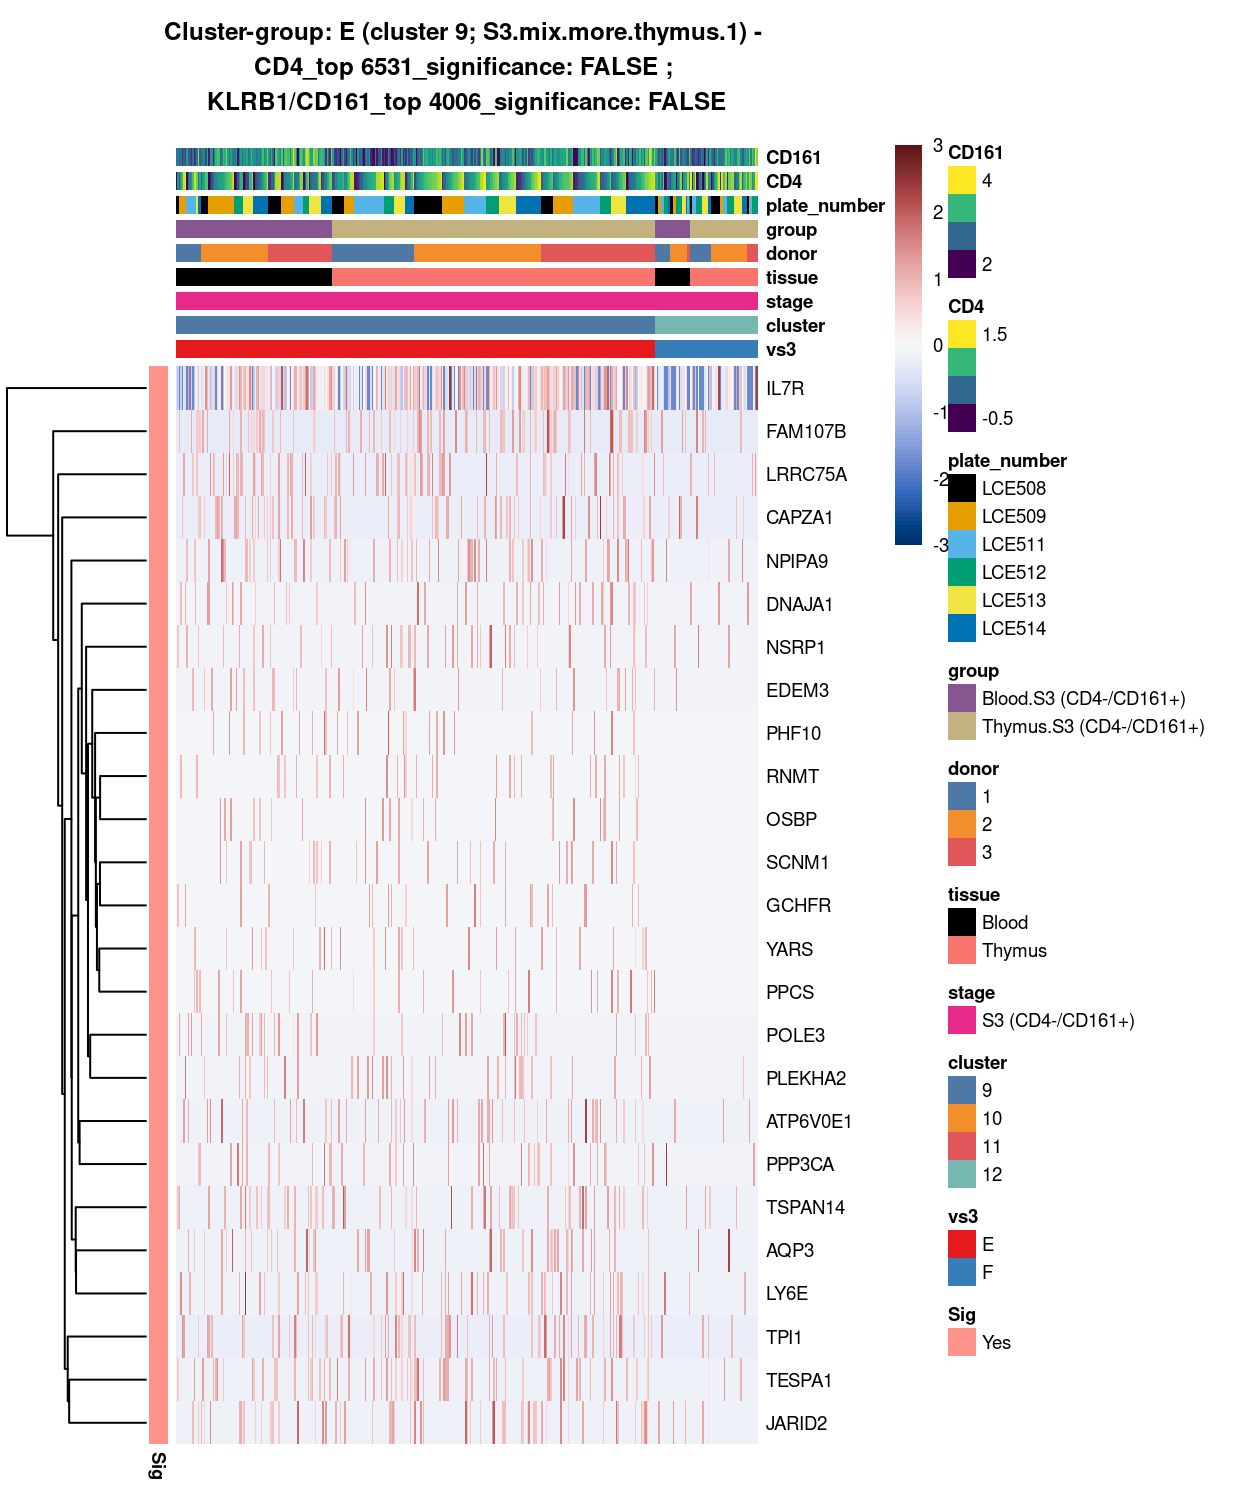 Cluster-group: E (cluster 9; S3.mix.more.thymus.1) -
CD4_top 6531_significance: FALSE ;
KLRB1/CD161_top 4006_significance: FALSE
CD161
CD4
plate_number
group
donor
tissue
stage
cluster
vs3
IL7R
FAM107B
LRRC75A
CAPZA1
NPIPA9
DNAJA1
NSRP1
EDEM3
PHF10
RNMT
OSBP
SCNM1
GCHFR
YARS
PPCS
POLE3
PLEKHA2
ATP6V0E1
PPP3CA
TSPAN14
AQP3
LY6E
TPI1
TESPA1
JARID2
Sig
3
2
1
0
-1
-2
-3
CD161
4
2
CD4
1.5
-0.5
plate_number
LCE508
LCE509
LCE511
LCE512
LCE513
LCE514
group
Blood.S3 (CD4-/CD161+)
Thymus.S3 (CD4-/CD161+)
donor
1
2
3
tissue
Blood
Thymus
stage
S3 (CD4-/CD161+)
cluster
9
10
11
12
vs3
E
F
Sig
Yes